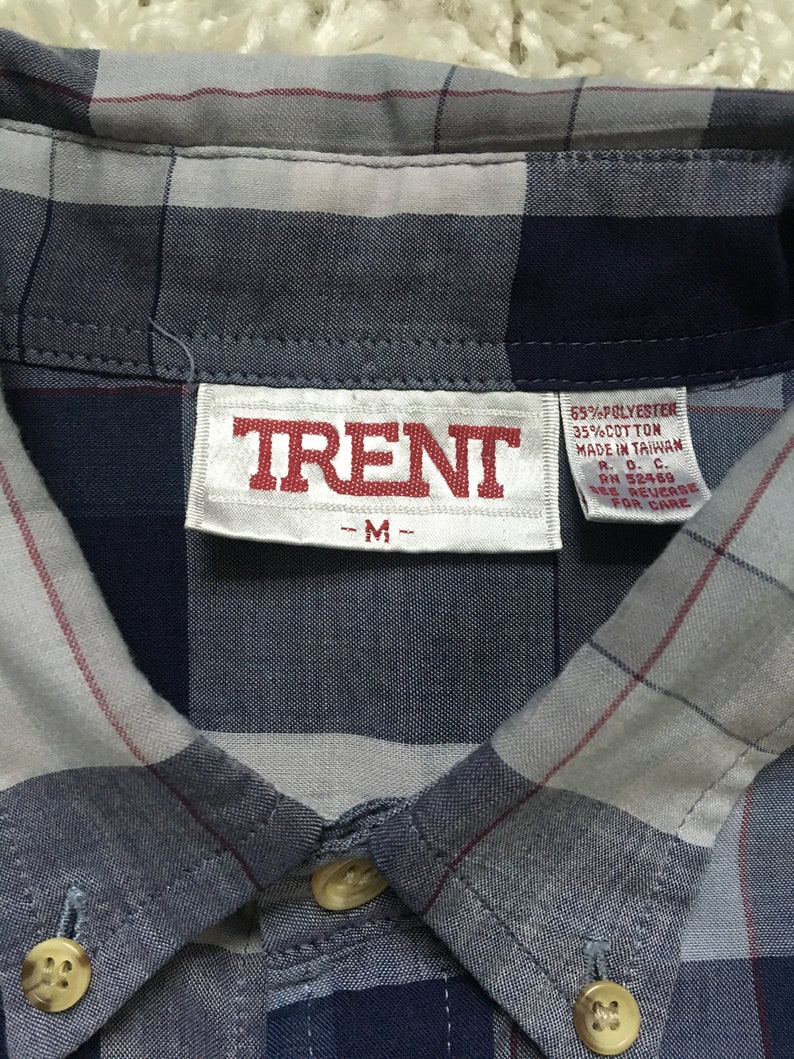 TRENT
- M -
65% POLYESTER
35% COTTON
MADE IN TAIWAN
R. O. C.
RN 52469
SEE REVERSE
FOR CARE